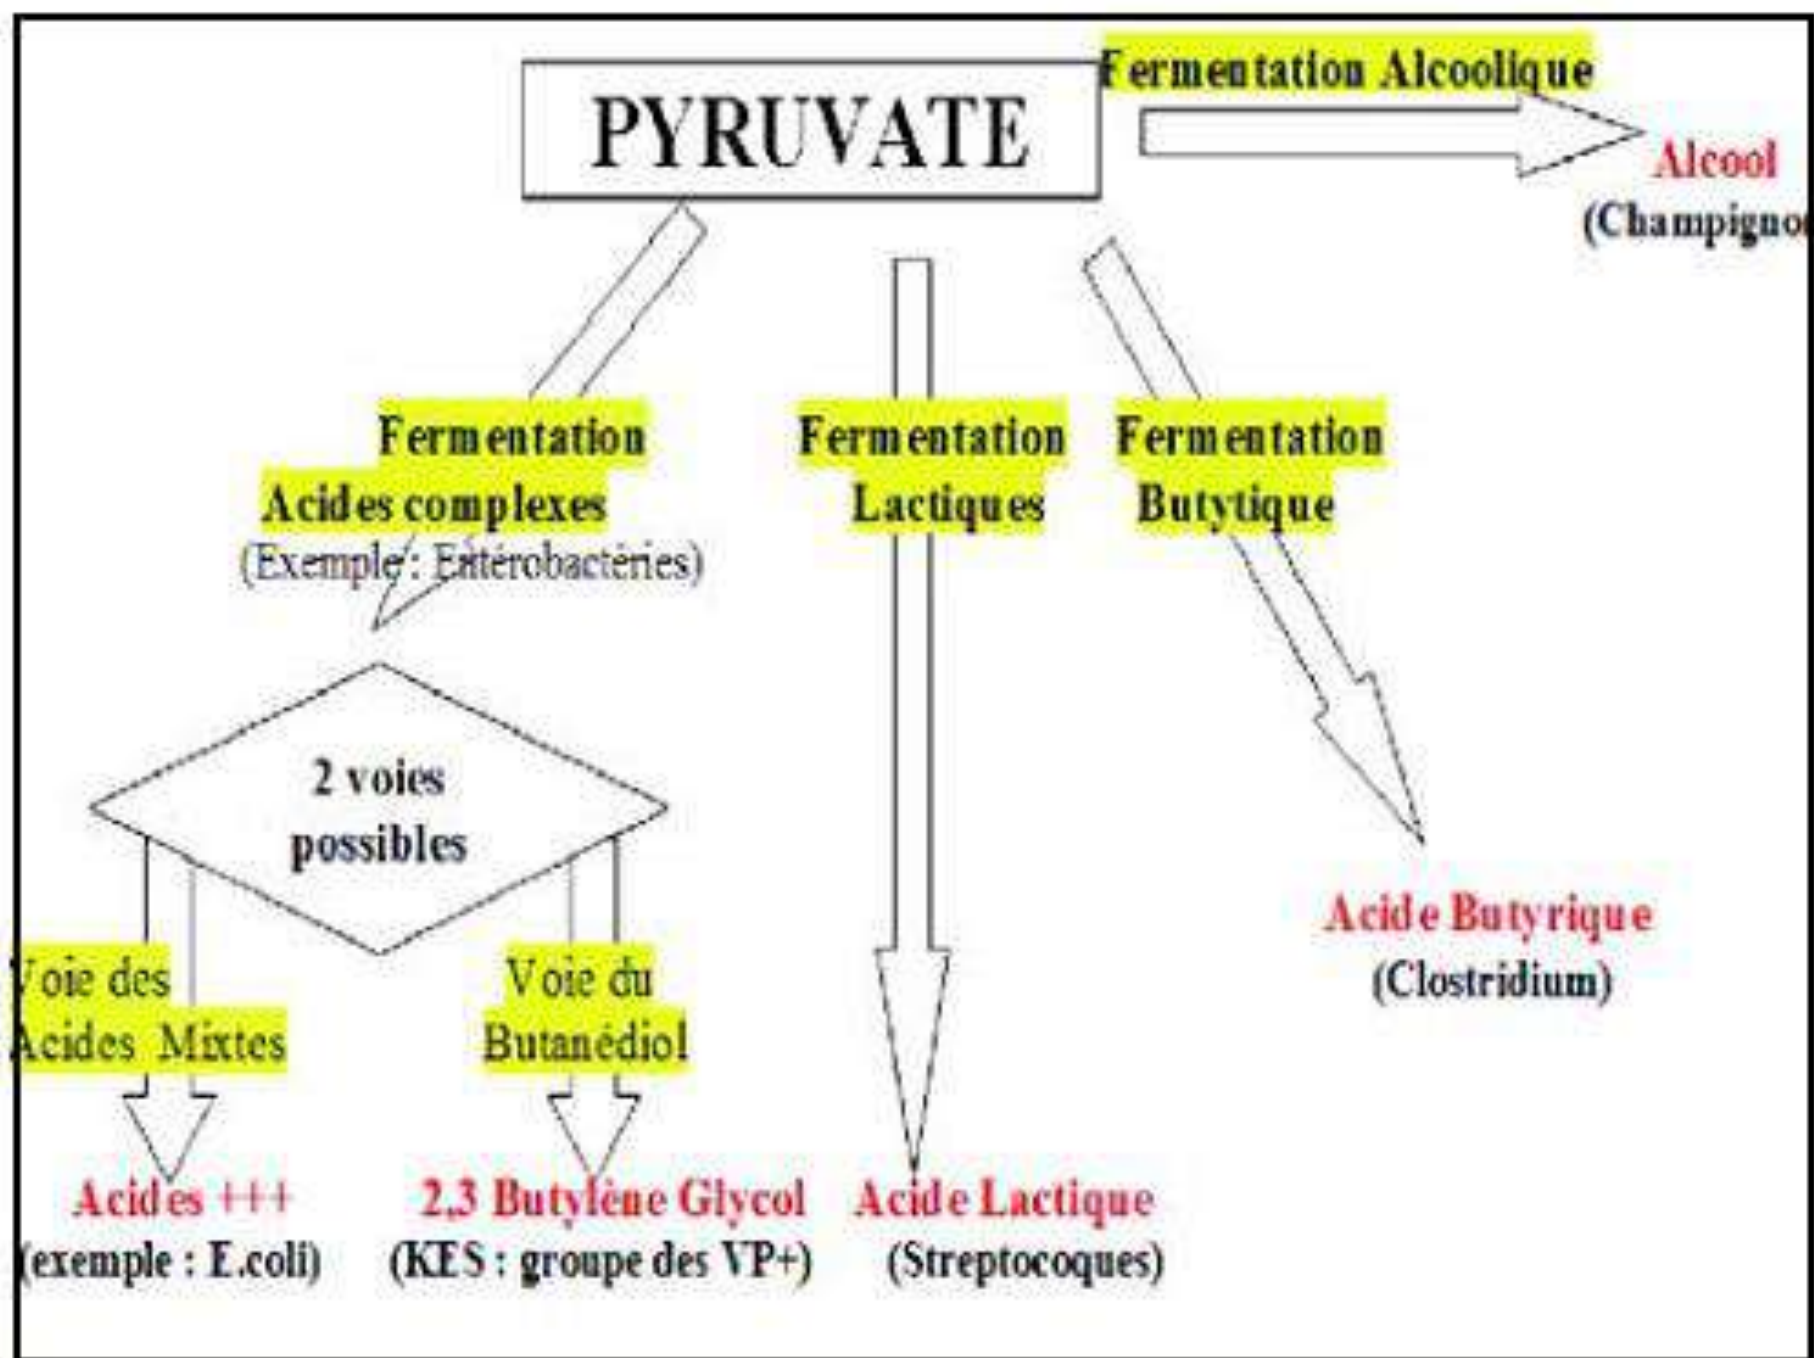 Fermentation Alcoolique
PYRUVATE
Alcool
(Champigno
Fermentation
Acides complexes
(Exemple : Entérobactéries)
Fermentation
Lactiques
Fermentation
Butytique
2 voies
possibles
Voie des
Acides Mixtes
Voie du
Butanédiol
Acide Butyrique
(Clostridium)
Acides +++
(exemple : E.coli)
2,3 Butylène Glycol
(KES : groupe des VP+)
Acide Lactique
(Streptocoques)